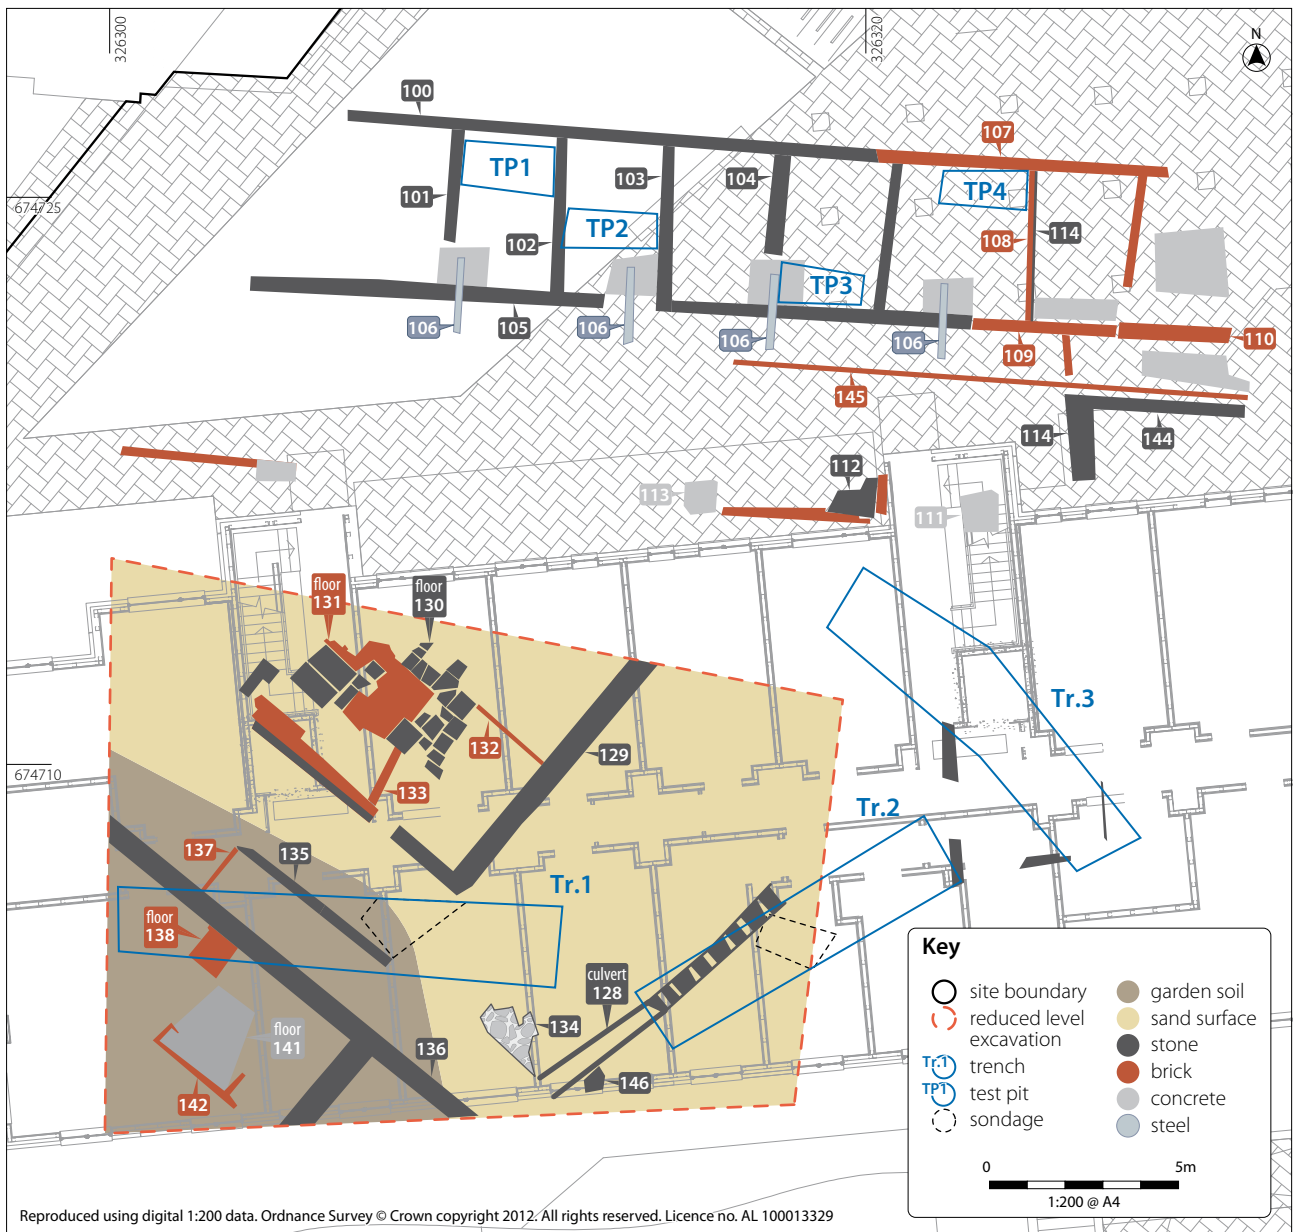 326300
326320
N
100
107
TP1
103
104
TP4
101
674725
TP2
108
114
102
TP3
106
105
106
106
106
109
110
145
114
144
112
113
111
floor
131
floor
130
Tr.3
132
129
674710
133
Tr.2
137
135
Tr.1
floor
138
culvert
128
134
floor
141
136
146
142
Key
site boundary
reduced level
excavation
Tr.1 trench
TP1 test pit
sondage
garden soil
sand surface
stone
brick
concrete
steel
0 5m
1:200 @ A4
Reproduced using digital 1:200 data. Ordnance Survey © Crown copyright 2012. All rights reserved. Licence no. AL 100013329